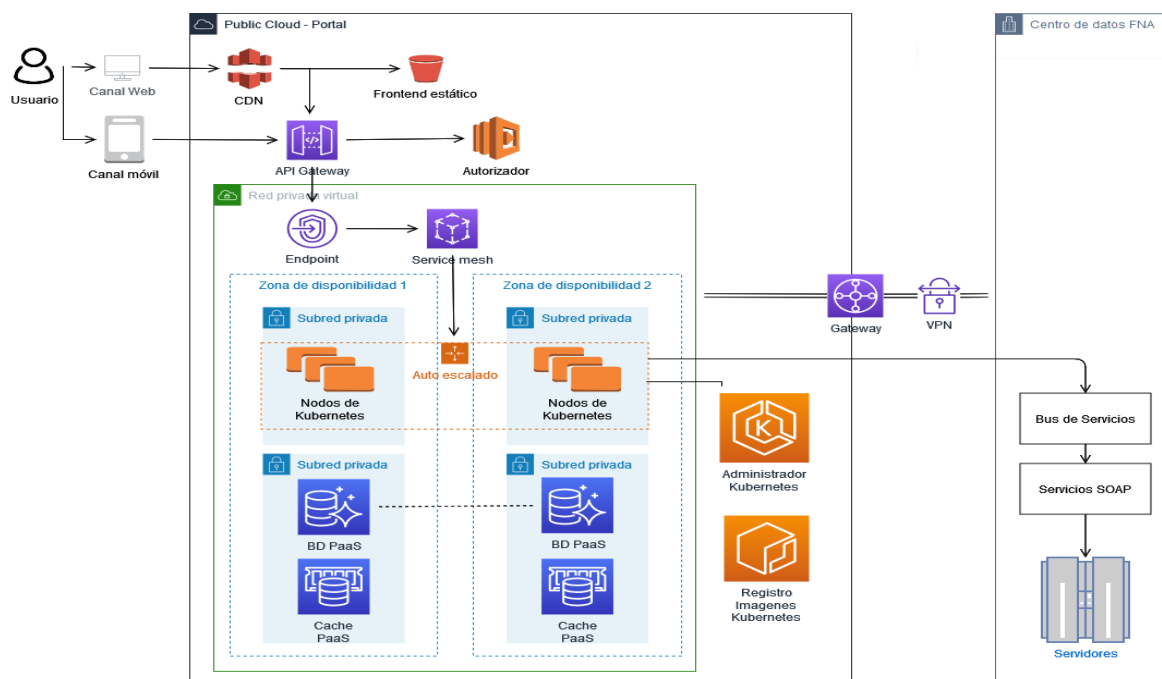 Public Cloud - Portal
Centro de datos FNA
Usuario
Canal Web
CDN
Frontend estático
Canal móvil
API Gateway
Autorizador
Red privada virtual
Endpoint
Service mesh
Zona de disponibilidad 1
Zona de disponibilidad 2
Subred privada
Subred privada
Gateway
VPN
Auto escalado
Nodos de
Kubernetes
Nodos de
Kubernetes
Bus de Servicios
Subred privada
Subred privada
Administrador
Kubernetes
Servicios SOAP
BD PaaS
BD PaaS
Registro
Imagenes
Kubernetes
Cache
PaaS
Cache
PaaS
Servidores